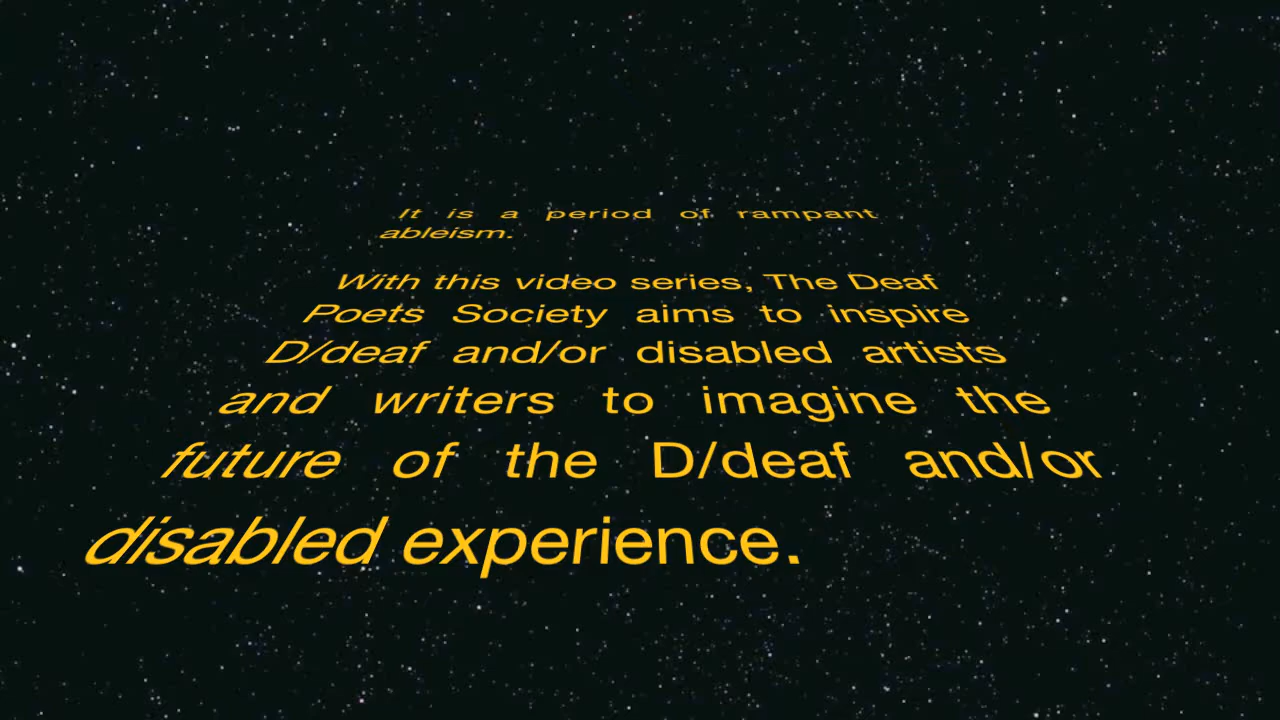 It is a period of rampant
ableism.
With this video series, The Deaf
Poets Society aims to inspire
D/deaf and/or disabled artists
and writers to imagine the
future of the D/deaf and/or
disabled experience.